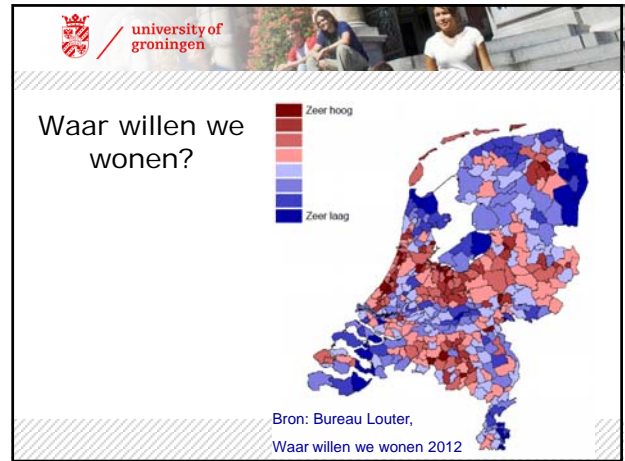 university of
groningen
Waar willen we
wonen?
Zeer hoog
Zeer laag
Bron: Bureau Louter,
Waar willen we wonen 2012